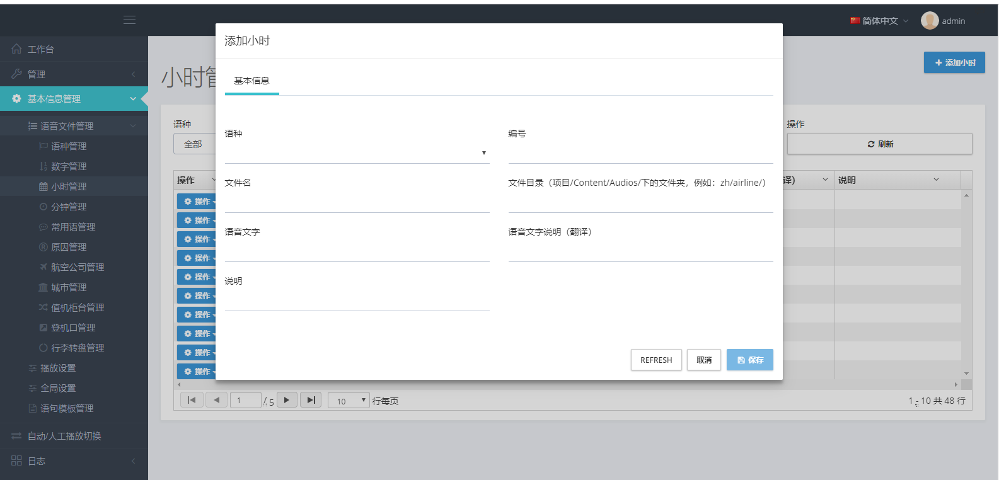 简体中文
admin
工作台
管理
基本信息管理
语音文件管理
语种管理
数字管理
小时管理
分钟管理
常用语管理
原因管理
航空公司管理
城市管理
值机柜台管理
登机口管理
行李转盘管理
播放设置
全局设置
语句模板管理
自动/人工播放切换
日志
小时管
添加小时
语种
全部
操作
刷新
操作
译）
说明
操作
操作
操作
操作
操作
操作
操作
操作
操作
操作
1 / 5
10 行每页
1 - 10 共 48 行
添加小时
基本信息
语种
编号
文件名
文件目录（项目/Content/Audios/下的文件夹，例如：zh/airline/）
语音文字
语音文字说明（翻译）
说明
REFRESH
取消
保存